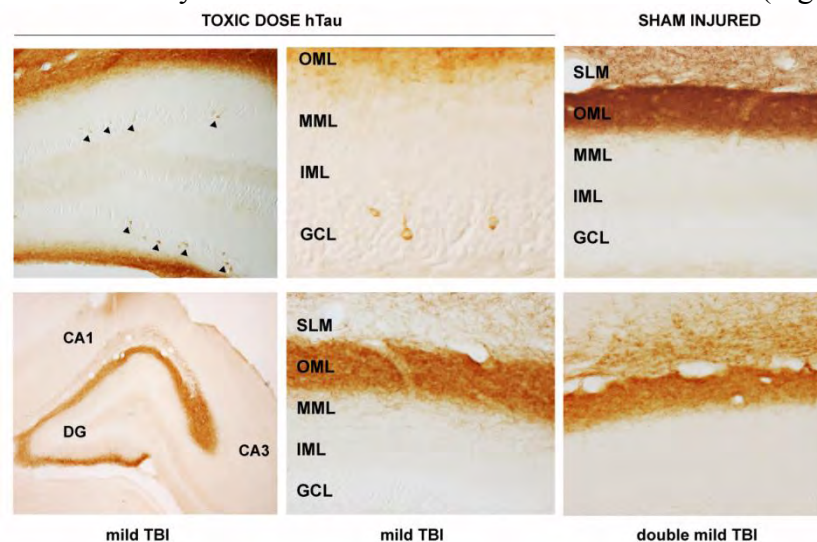 TOXIC DOSE hTau
SHAM INJURED
OML
MML
IML
GCL
SLM
OML
MML
IML
GCL
CA1
DG
CA3
SLM
OML
MML
IML
GCL
mild TBI
mild TBI
double mild TBI